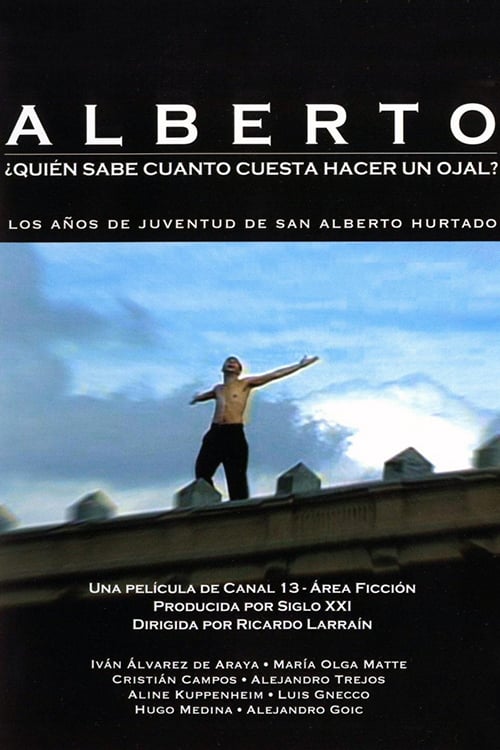 ALBERTO
¿QUIÉN SABE CUANTO CUESTA HACER UN OJAL?
LOS AÑOS DE JUVENTUD DE SAN ALBERTO HURTADO
UNA PELÍCULA DE CANAL 13 - ÁREA FICCIÓN
PRODUCIDA POR SIGLO XXI
DIRIGIDA POR RICARDO LARRAÍN
IVÁN ÁLVAREZ DE ARAYA • MARÍA OLGA MATTE
CRISTIÁN CAMPOS • ALEJANDRO TREJOS
ALINE KUPPENHEIM • LUIS GNECCO
HUGO MEDINA • ALEJANDRO GOIC